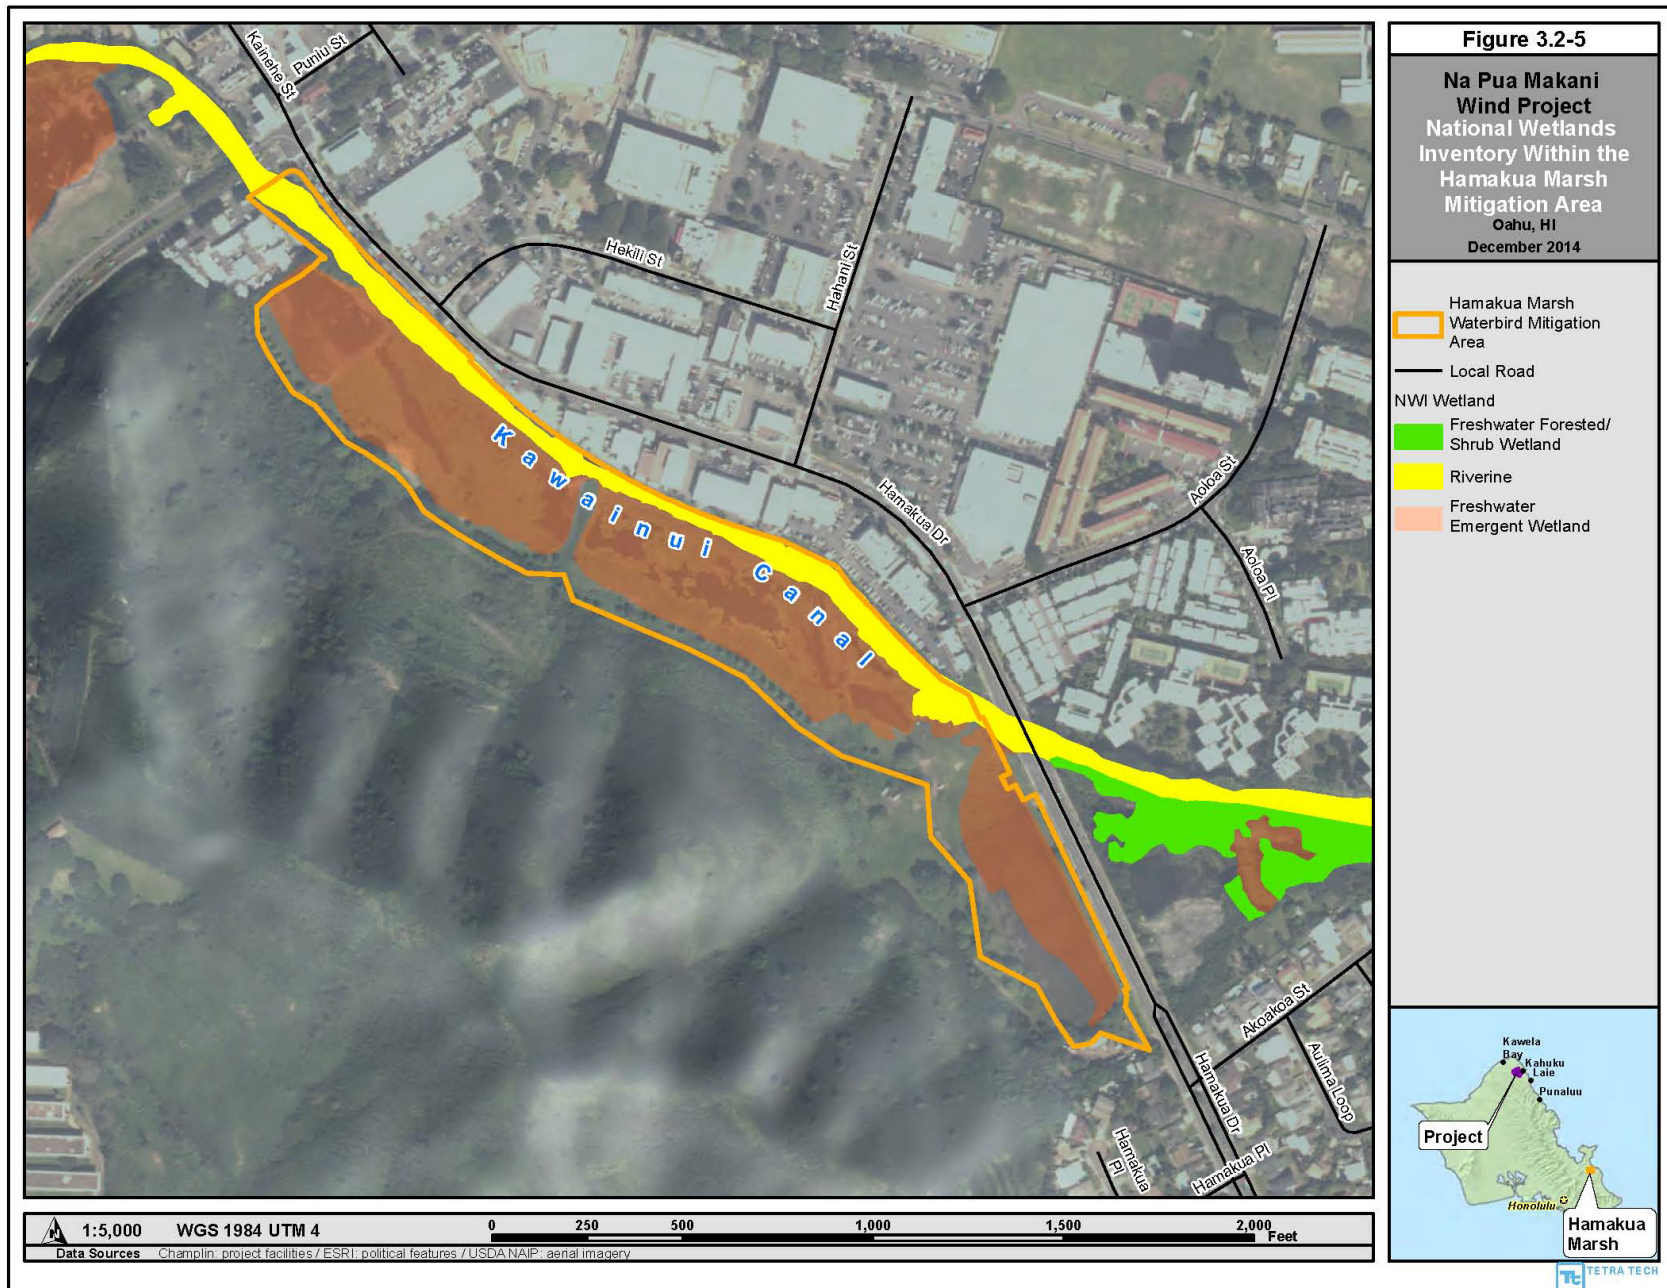 Figure 3.2-5
Na Pua Makani
Wind Project
National Wetlands
Inventory Within the
Hamakua Marsh
Mitigation Area
Oahu, HI
December 2014
Hamakua Marsh
Waterbird Mitigation
Area
Local Road
NWI Wetland
Freshwater Forested/
Shrub Wetland
Riverine
Freshwater
Emergent Wetland
Kainehe St
Puniu St
Hekili St
Hahani St
Kawainui Canal
Hamakua Dr
Aoloa St
Aoloa Pl
Akoakoa St
Aulima Loop
Hamakua Dr
Hamakua Pl
Hamakua
Pl
Kawela
Bay
Kahuku
Laie
Punaluu
Project
Honolulu
Hamakua
Marsh
N
1:5,000 WGS 1984 UTM 4
0 250 500 1,000 1,500 2,000
Feet
Data Sources Champlin: project facilities / ESRI: political features / USDA NAIP: aerial imagery
Tt TETRA TECH